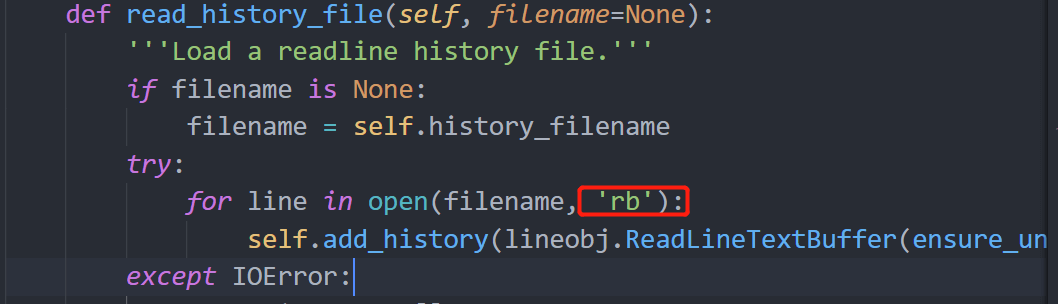 def read_history_file(self, filename=None):
'''Load a readline history file.'''
if filename is None:
filename = self.history_filename
try:
for line in open(filename, 'rb'):
self.add_history(lineobj.ReadLineTextBuffer(ensure_un
except IOError: